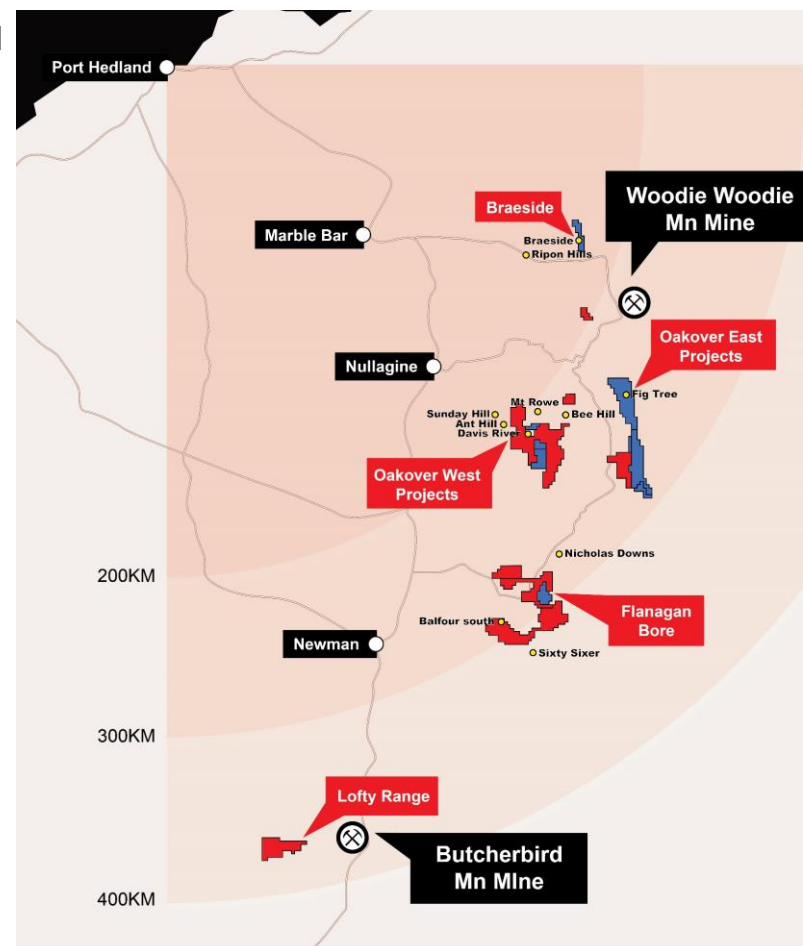 Port Hedland
Woodie Woodie
Mn Mine
Braeside
Marble Bar
Braeside
Ripon Hills
Oakover East
Projects
Nullagine
Fig Tree
Mt Rowe
Sunday Hill
Bee Hill
Ant Hill
Davis River
Oakover West
Projects
Nicholas Downs
200KM
Flanagan
Bore
Balfour south
Newman
Sixty Sixer
300KM
Lofty Range
Butcherbird
Mn MIne
400KM